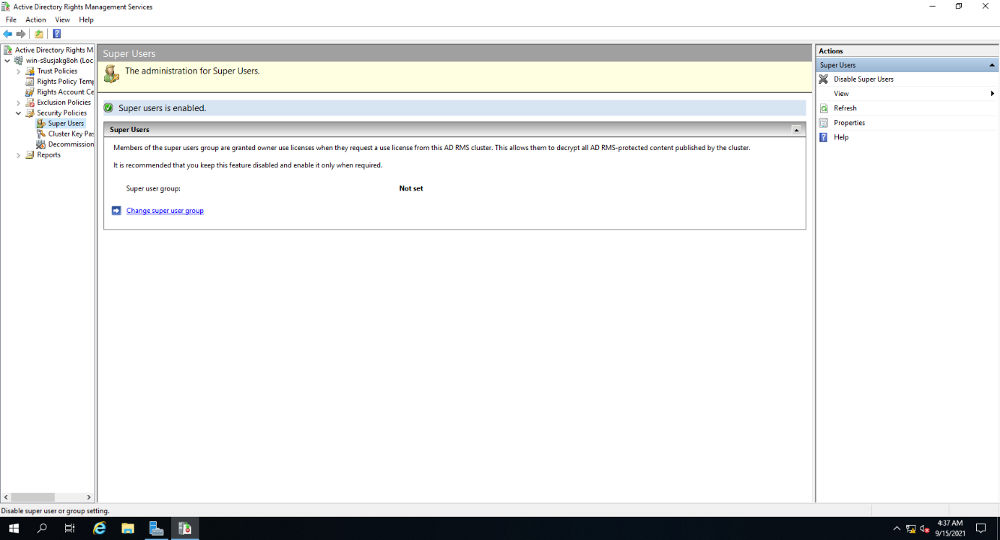 Active Directory Rights Management Services
File Action View Help
Active Directory Rights M
win-s8usjakg8oh (Loc
Trust Policies
Rights Policy Temp
Rights Account Ce
Exclusion Policies
Security Policies
Super Users
Cluster Key Pas
Decommission
Reports
Super Users
The administration for Super Users.
Super users is enabled.
Super Users
Members of the super users group are granted owner use licenses when they request a use license from this AD RMS cluster. This allows them to decrypt all AD RMS-protected content published by the cluster.
It is recommended that you keep this feature disabled and enable it only when required.
Super user group: Not set
Change super user group
Actions
Super Users
Disable Super Users
View
Refresh
Properties
Help
Disable super user or group setting.
4:37 AM
9/15/2021